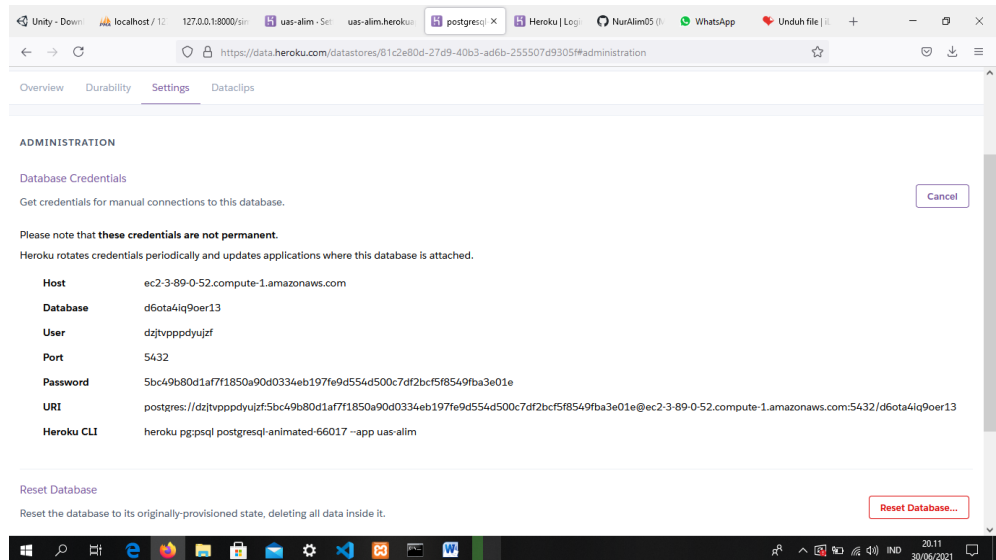 Unity - Downl
localhost / 12
127.0.0.1:8000/sim
uas-alim · Set
uas-alim.herokua
postgresql
Heroku | Logi
NurAlim05 (M
WhatsApp
Unduh file | iL
https://data.heroku.com/datastores/81c2e80d-27d9-40b3-ad6b-255507d9305f#administration
Overview Durability Settings Dataclips
ADMINISTRATION
Database Credentials
Get credentials for manual connections to this database.
Cancel
Please note that these credentials are not permanent.
Heroku rotates credentials periodically and updates applications where this database is attached.
Host ec2-3-89-0-52.compute-1.amazonaws.com
Database d6ota4iq9oer13
User dzjtvpppdyujzf
Port 5432
Password 5bc49b80d1af7f1850a90d0334eb197fe9d554d500c7df2bcf5f8549fba3e01e
URI postgres://dzjtvpppdyujzf:5bc49b80d1af7f1850a90d0334eb197fe9d554d500c7df2bcf5f8549fba3e01e@ec2-3-89-0-52.compute-1.amazonaws.com:5432/d6ota4iq9oer13
Heroku CLI heroku pg:psql postgresql-animated-66017 --app uas-alim
Reset Database
Reset the database to its originally-provisioned state, deleting all data inside it.
Reset Database...
IND
20.11
30/06/2021